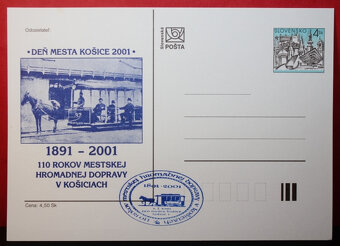 Odosielateľ:
• DEŇ MESTA KOŠICE 2001 •
1891 - 2001
110 ROKOV MESTSKEJ
HROMADNEJ DOPRAVY
V KOŠICIACH
Cena: 4,50 Sk
Slovenská
POŠTA
SLOVENSKO
4
1891-2001